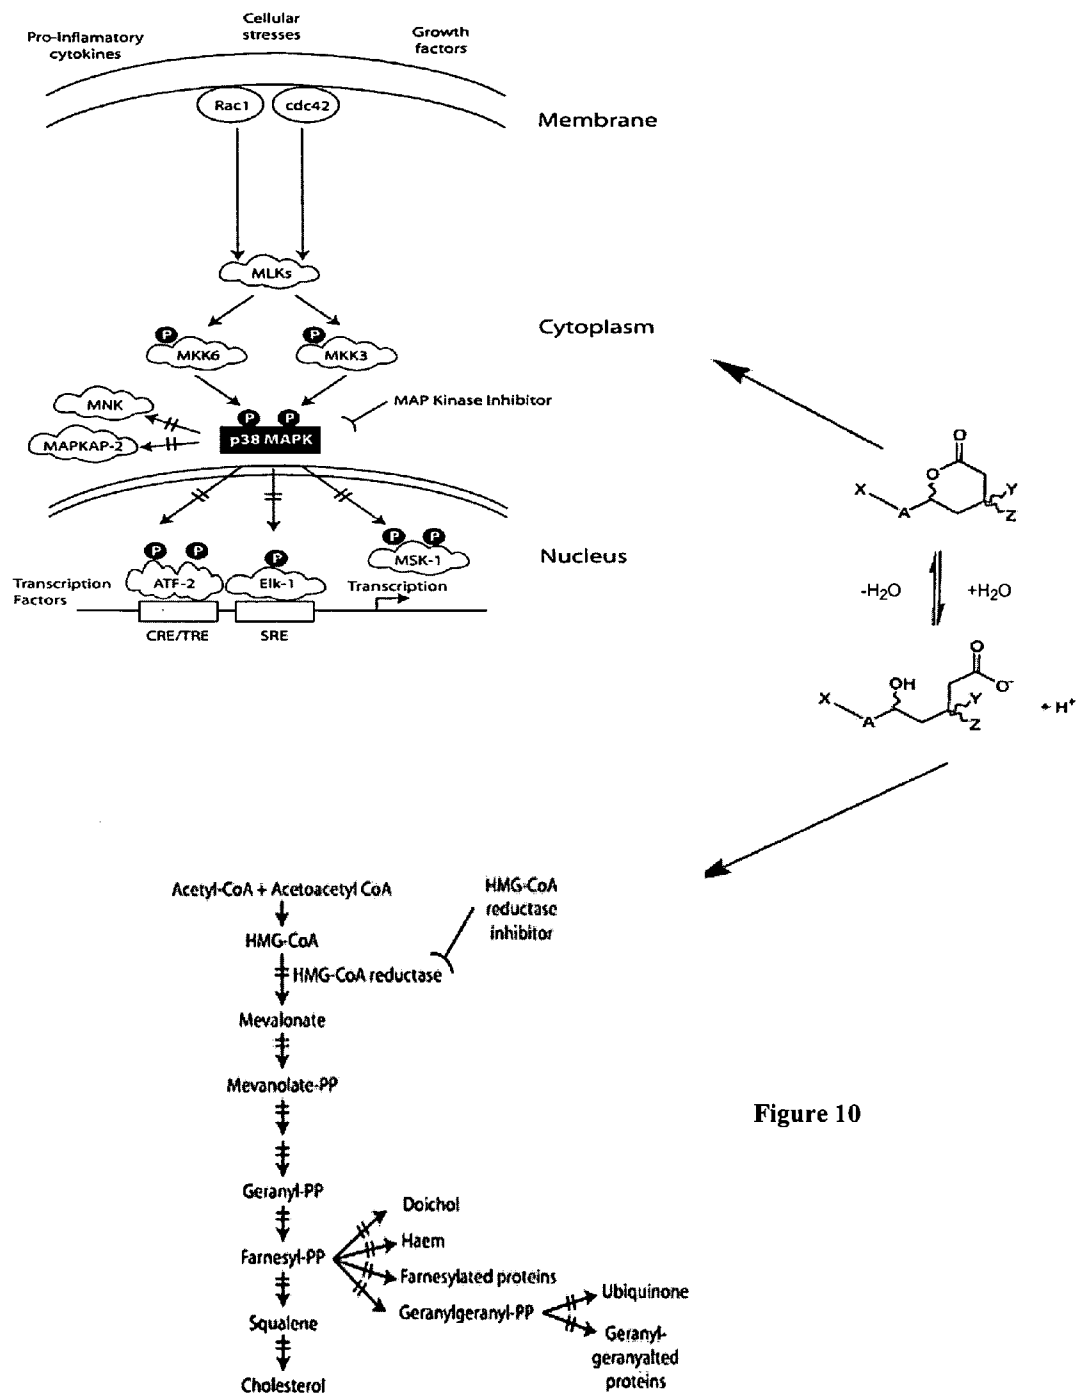 Pro-Inflamatory
cytokines
Cellular
stresses
Growth
factors
Rac1
cdc42
Membrane
MLKs
Cytoplasm
P
MKK6
P
MKK3
MNK
MAPKAP-2
P
P
p38 MAPK
MAP Kinase Inhibitor
Nucleus
P
P
ATF-2
P
Elk-1
P
P
MSK-1
Transcription
Factors
Transcription
CRE/TRE
SRE
O
O
X
A
Y
Z
-H₂O
+H₂O
O
OH
O⁻
X
A
Y
Z
+ H⁺
Acetyl-CoA + Acetoacetyl CoA
HMG-CoA
reductase
inhibitor
HMG-CoA
HMG-CoA reductase
Mevalonate
Mevanolate-PP
Geranyl-PP
Farnesyl-PP
Squalene
Cholesterol
Doichol
Haem
Farnesylated proteins
Geranylgeranyl-PP
Ubiquinone
Geranyl-
geranyalted
proteins
Figure 10